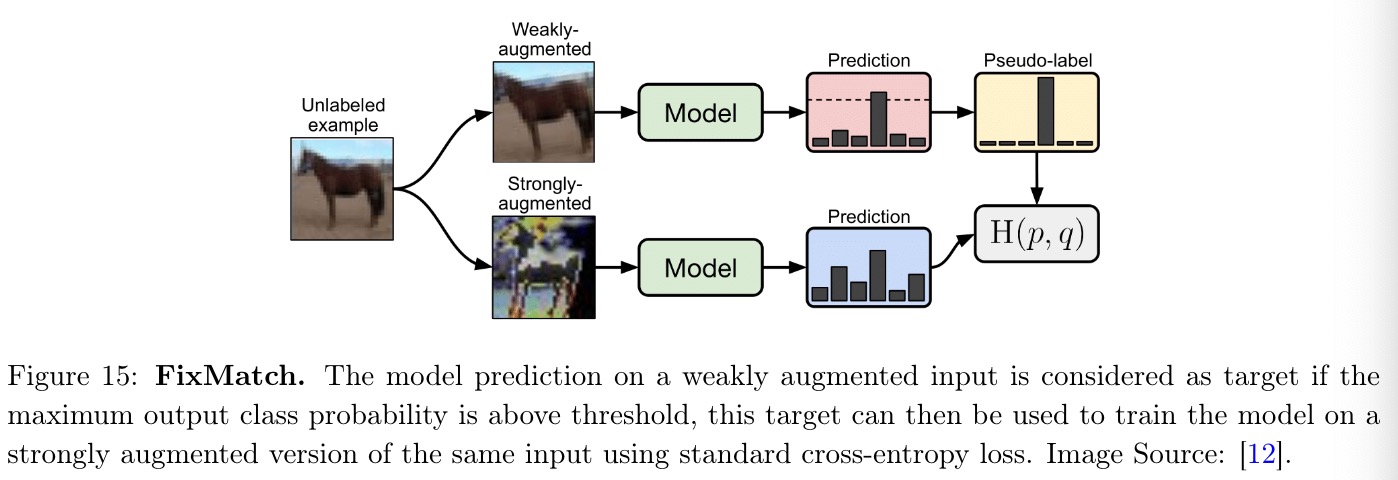 Unlabeled
example
Weakly-
augmented
Model
Prediction
Pseudo-label
Strongly-
augmented
Model
Prediction
H(p, q)
Figure 15: FixMatch. The model prediction on a weakly augmented input is considered as target if the
maximum output class probability is above threshold, this target can then be used to train the model on a
strongly augmented version of the same input using standard cross-entropy loss. Image Source: [12].